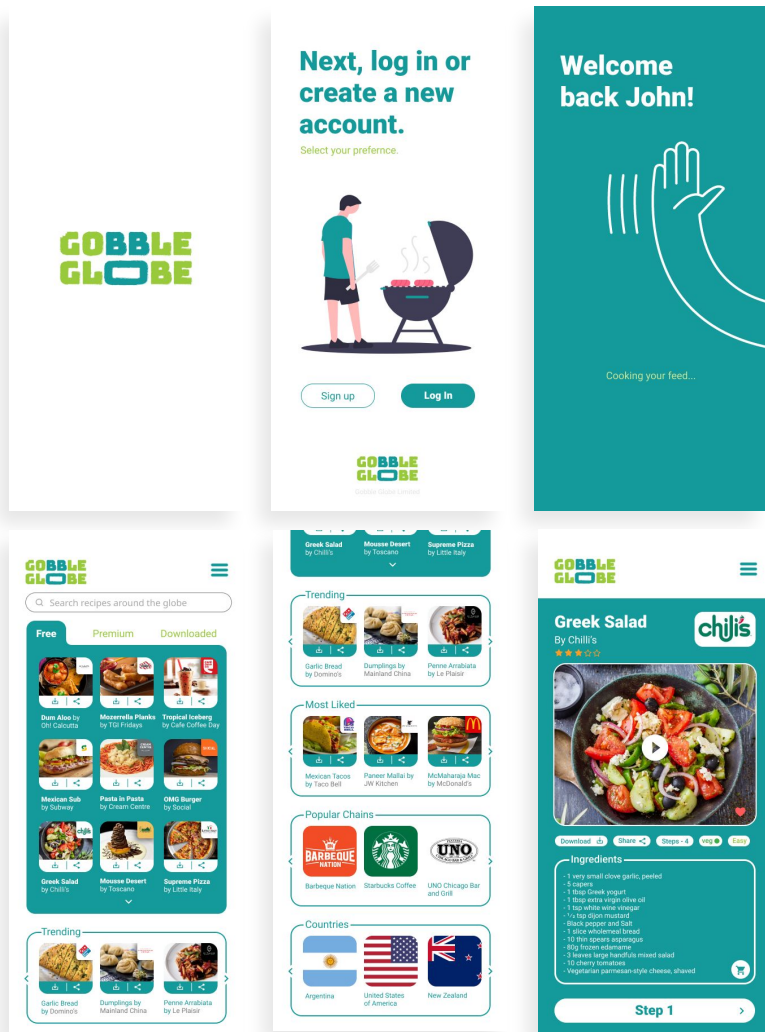 GOBBLE
GLOBE
Next, log in or
create a new
account.
Select your prefernce.
Sign up
Log In
GOBBLE
GLOBE
Welcome
back John!
Cooking your feed...
GOBBLE
GLOBE
Search recipes around the globe
Free
Premium
Downloaded
Dum Aloo by
Oh! Calcutta
Mozerrella Planks
by TGI Fridays
Tropical Iceberg
by Cafe Coffee Day
Mexican Sub
by Subway
Pasta in Pasta
by Cream Centre
OMG Burger
by Social
Greek Salad
by Chilli's
Mousse Desert
by Toscano
Supreme Pizza
by Little Italy
Trending
Garlic Bread
by Domino's
Dumplings by
Mainland China
Penne Arrabiata
by Le Plaisir
Greek Salad
by Chilli's
Mousse Desert
by Toscano
Supreme Pizza
by Little Italy
Trending
Garlic Bread
by Domino's
Dumplings by
Mainland China
Penne Arrabiata
by Le Plaisir
Most Liked
Mexican Tacos
by Taco Bell
Paneer Mallai by
JW Kitchen
McMaharaja Mac
by McDonald's
Popular Chains
BARBEQUE
NATION
UNO
Barbeque Nation
Starbucks Coffee
UNO Chicago Bar
and Grill
Countries
Argentina
United States
of America
New Zealand
GOBBLE
GLOBE
Greek Salad
By Chilli's
chili's
Download
Share
Steps - 4
veg
Easy
Ingredients
- 1 very small clove garlic, peeled
- 5 capers
- 1 tbsp Greek yogurt
- 1 tbsp extra virgin olive oil
- 1 tsp white wine vinegar
- 1/2 tsp dijon mustard
- Black pepper and Salt
- 1 slice wholemeal bread
- 10 thin spears asparagus
- 80g frozen edamame
- 3 leaves large handfuls mixed salad
- 10 cherry tomatoes
- Vegetarian parmesan-style cheese, shaved
Step 1